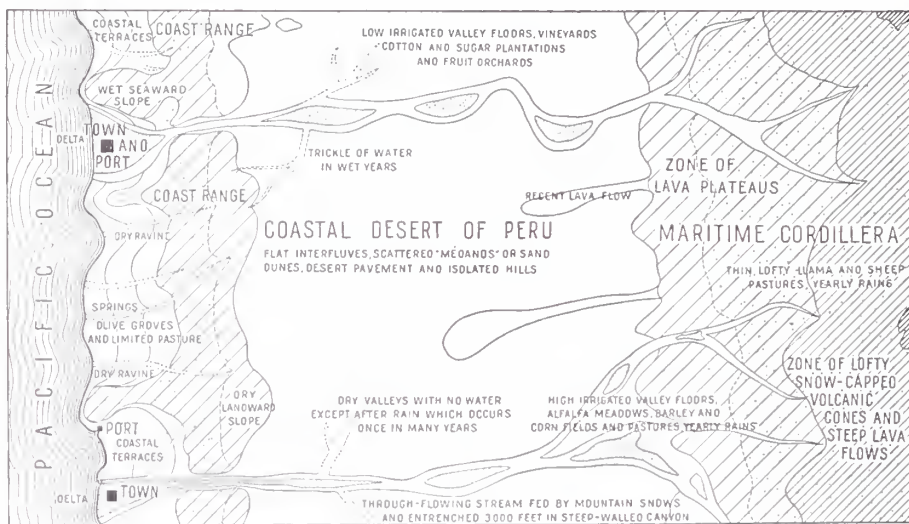 COASTAL
TERRACES
COAST RANGE
LOW IRRIGATED VALLEY FLOORS, VINEYARDS
COTTON AND SUGAR PLANTATIONS
AND FRUIT ORCHARDS
WET SEAWARD
SLOPE
PACIFIC OCEAN
DELTA
TOWN
AND
PORT
TRICKLE OF WATER
IN WET YEARS
ZONE OF
LAVA PLATEAUS
COAST RANGE
RECENT LAVA FLOW
DRY RAVINE
COASTAL DESERT OF PERU
FLAT INTERFLUVES, SCATTERED "MÉDANOS" OR SAND
DUNES, DESERT PAVEMENT AND ISOLATED HILLS
MARITIME CORDILLERA
THIN, LOFTY LLAMA AND SHEEP
PASTURES, YEARLY RAINS
SPRINGS
OLIVE GROVES
AND LIMITED PASTURE
DRY RAVINE
DRY
LANDWARD
SLOPE
DRY VALLEYS WITH NO WATER
EXCEPT AFTER RAIN WHICH OCCURS
ONCE IN MANY YEARS
HIGH IRRIGATED VALLEY FLOORS,
ALFALFA MEADOWS, BARLEY AND
CORN FIELDS AND PASTURES, YEARLY RAINS
ZONE OF LOFTY
SNOW-CAPPED
VOLCANIC
CONES AND
STEEP LAVA
FLOWS
PORT
COASTAL
TERRACES
DELTA
TOWN
THROUGH-FLOWING STREAM FED BY MOUNTAIN SNOWS
AND ENTRENCHED 3000 FEET IN STEEP-WALLED CANYON